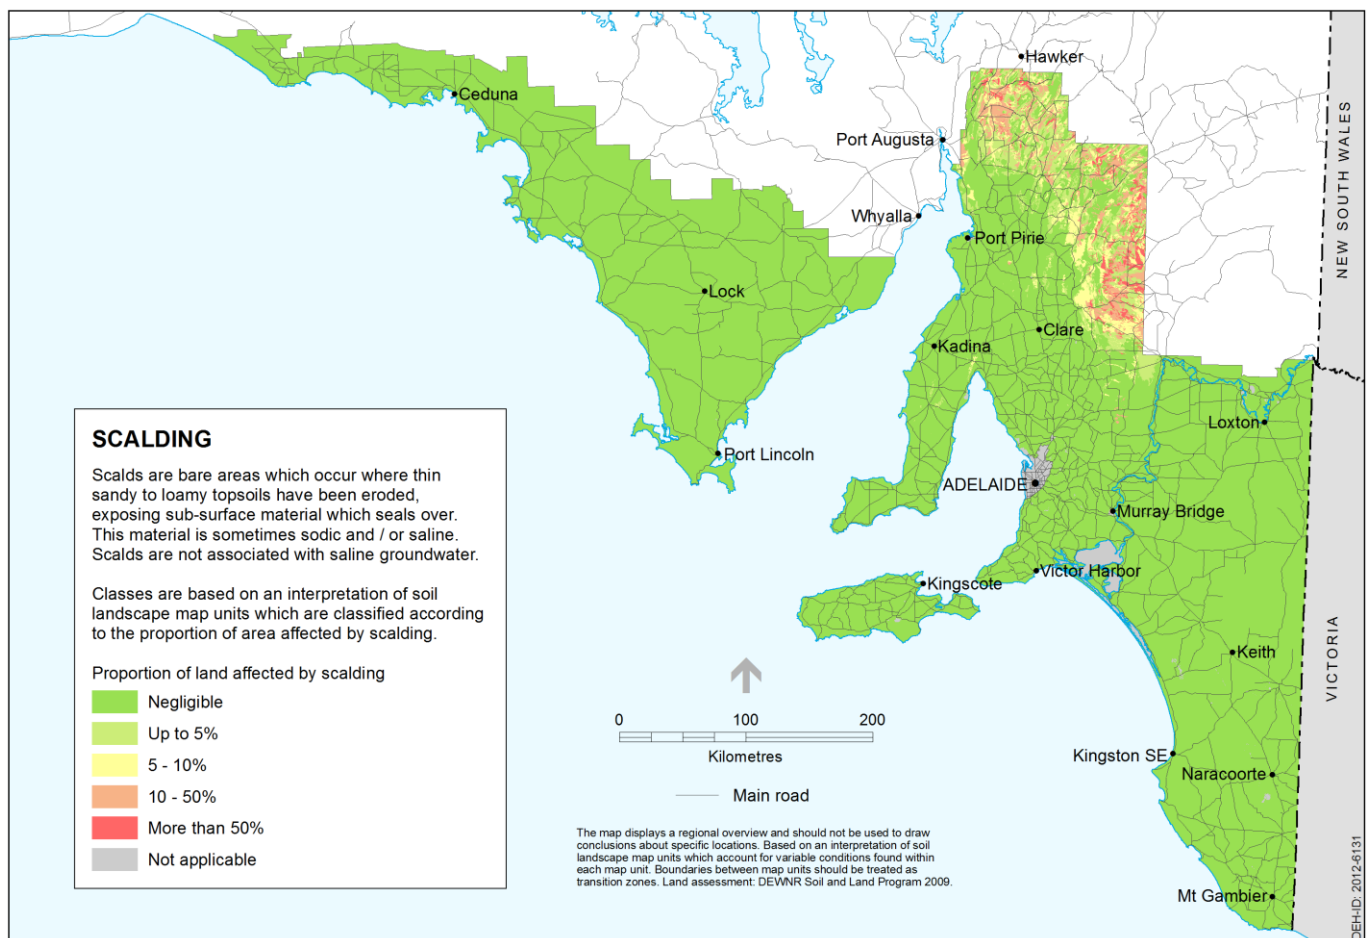 Hawker
Ceduna
Port Augusta
Whyalla
Port Pirie
Lock
Clare
Kadina
Loxton
Port Lincoln
ADELAIDE
Murray Bridge
Victor Harbor
Kingscote
Keith
Kingston SE
Naracoorte
Mt Gambier
NEW SOUTH WALES
VICTORIA
SCALDING
Scalds are bare areas which occur where thin
sandy to loamy topsoils have been eroded,
exposing sub-surface material which seals over.
This material is sometimes sodic and / or saline.
Scalds are not associated with saline groundwater.
Classes are based on an interpretation of soil
landscape map units which are classified according
to the proportion of area affected by scalding.
Proportion of land affected by scalding
Negligible
Up to 5%
5 - 10%
10 - 50%
More than 50%
Not applicable
0 100 200
Kilometres
Main road
The map displays a regional overview and should not be used to draw
conclusions about specific locations. Based on an interpretation of soil
landscape map units which account for variable conditions found within
each map unit. Boundaries between map units should be treated as
transition zones. Land assessment: DEWNR Soil and Land Program 2009.
DEH-ID: 2012-6131